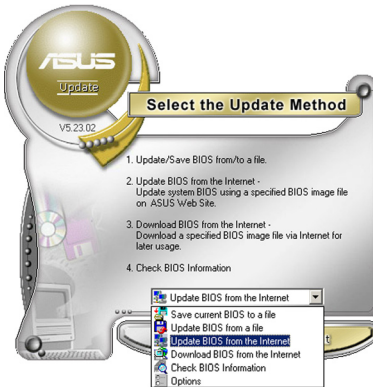 ASUS
Update
V5.23.02
Select the Update Method
1. Update/Save BIOS from/to a file.
2. Update BIOS from the Internet -
Update system BIOS using a specified BIOS image file
on ASUS Web Site.
3. Download BIOS from the Internet -
Download a specified BIOS image file via Internet for
later usage.
4. Check BIOS Information
Update BIOS from the Internet
Save current BIOS to a file
Update BIOS from a file
Update BIOS from the Internet
Download BIOS from the Internet
Check BIOS Information
Options